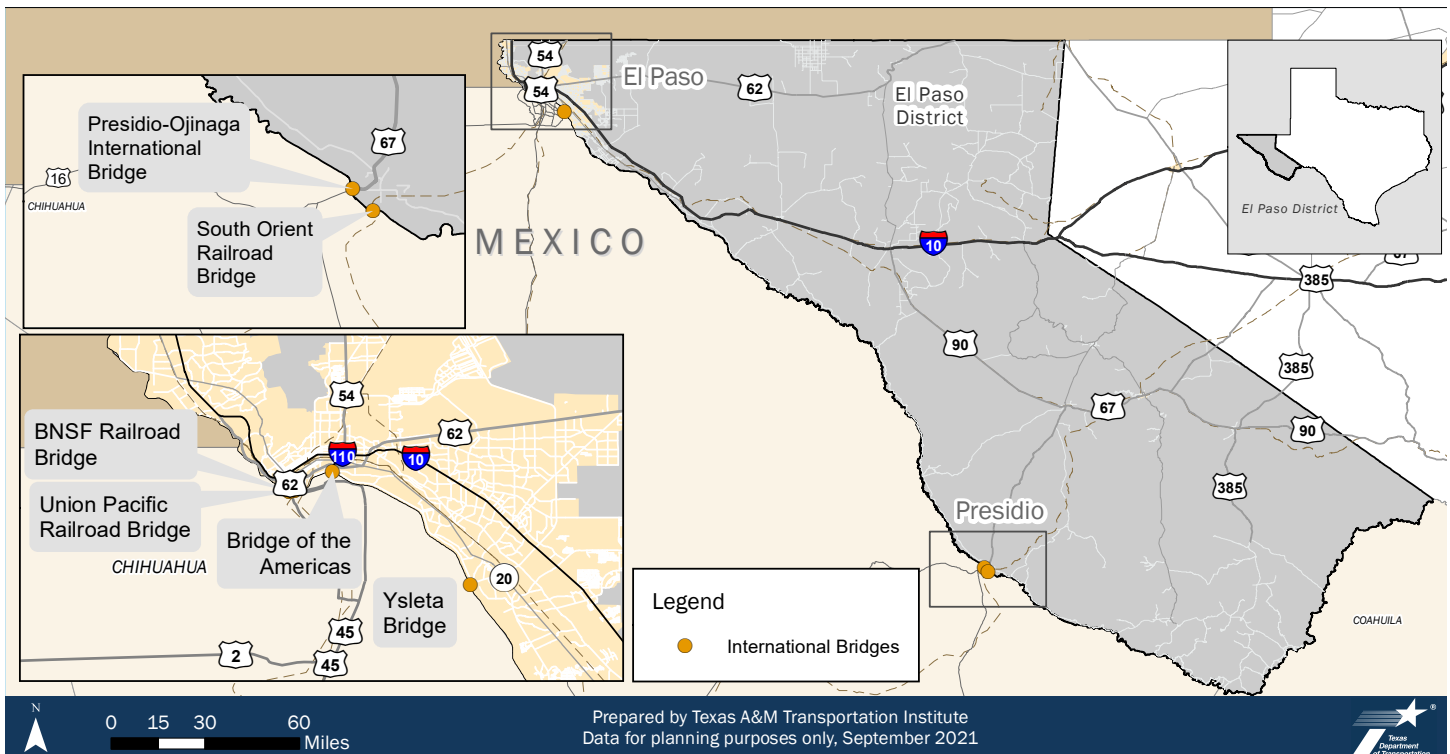 Presidio-Ojinaga
International
Bridge
67
16
CHIHUAHUA
South Orient
Railroad
Bridge
54
54
El Paso
62
El Paso
District
MEXICO
10
El Paso District
385
90
385
67
90
385
Presidio
COAHUILA
54
62
BNSF Railroad
Bridge
110
10
62
Union Pacific
Railroad Bridge
Bridge of the
Americas
CHIHUAHUA
20
Ysleta
Bridge
45
2
45
Legend
International Bridges
N
0 15 30 60
Miles
Prepared by Texas A&M Transportation Institute
Data for planning purposes only, September 2021
®
Texas
Department
of Transportation